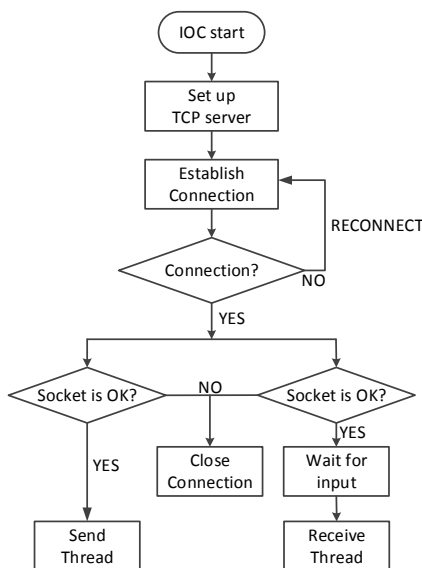 IOC start
Set up
TCP server
Establish
Connection
RECONNECT
Connection?
NO
YES
Socket is OK?
NO
Socket is OK?
YES
YES
Close
Connection
Wait for
input
Send
Thread
Receive
Thread